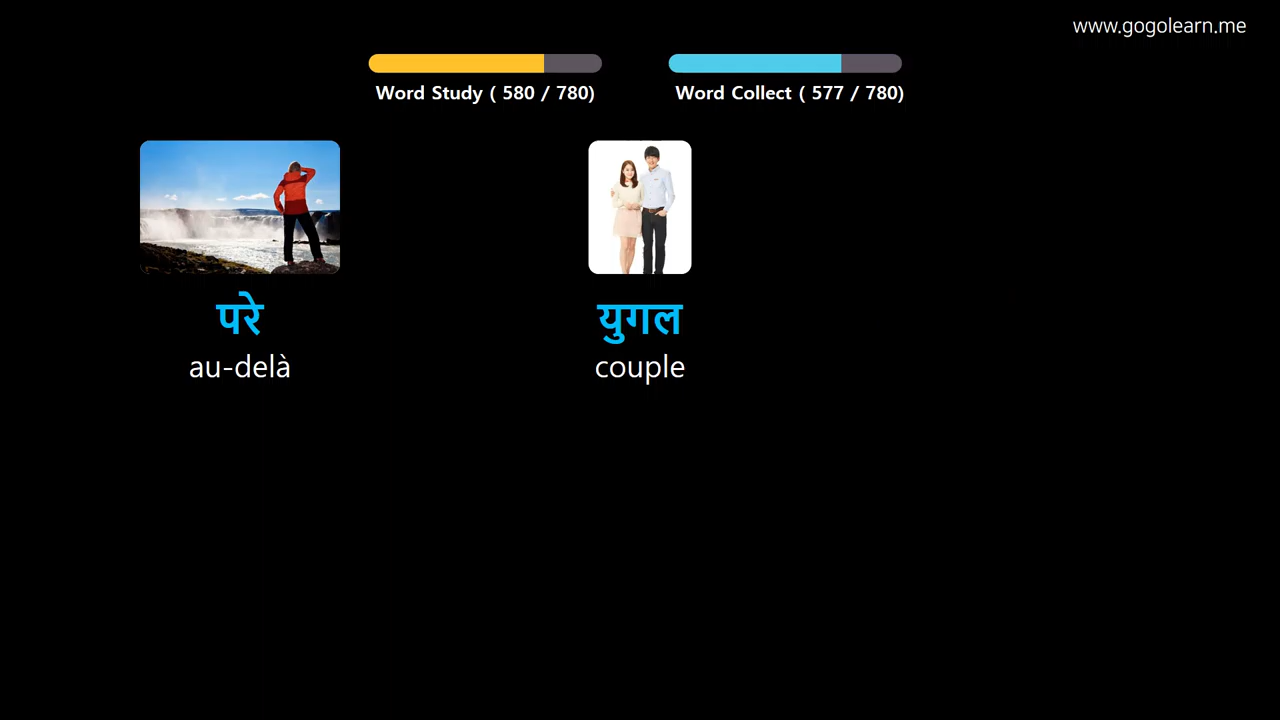 www.gogolearn.me
Word Study ( 580 / 780)
Word Collect ( 577 / 780)
परे
au-delà
युगल
couple